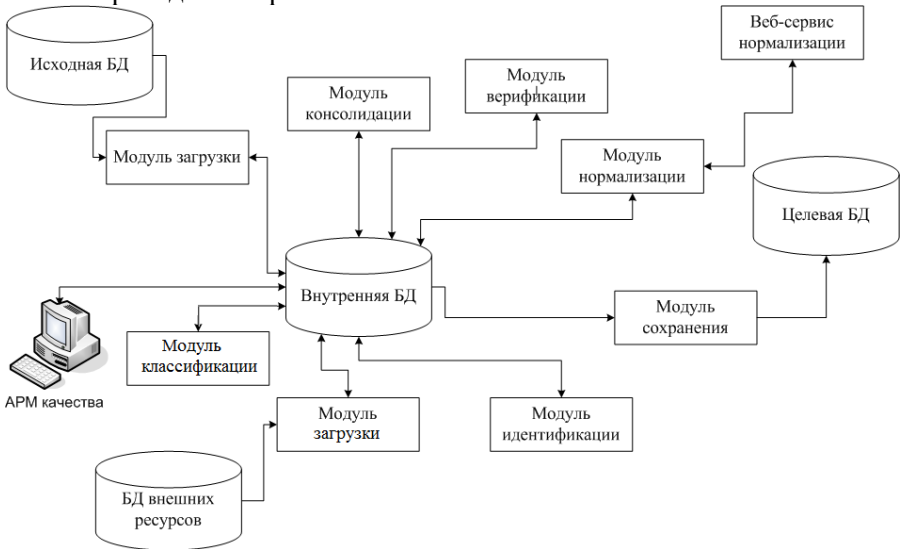 Исходная БД
Веб-сервис
нормализации
Модуль
верификации
Модуль
консолидации
Модуль загрузки
Модуль
нормализации
Целевая БД
Внутренняя БД
Модуль
сохранения
Модуль
классификации
АРМ качества
Модуль
загрузки
Модуль
идентификации
БД внешних
ресурсов